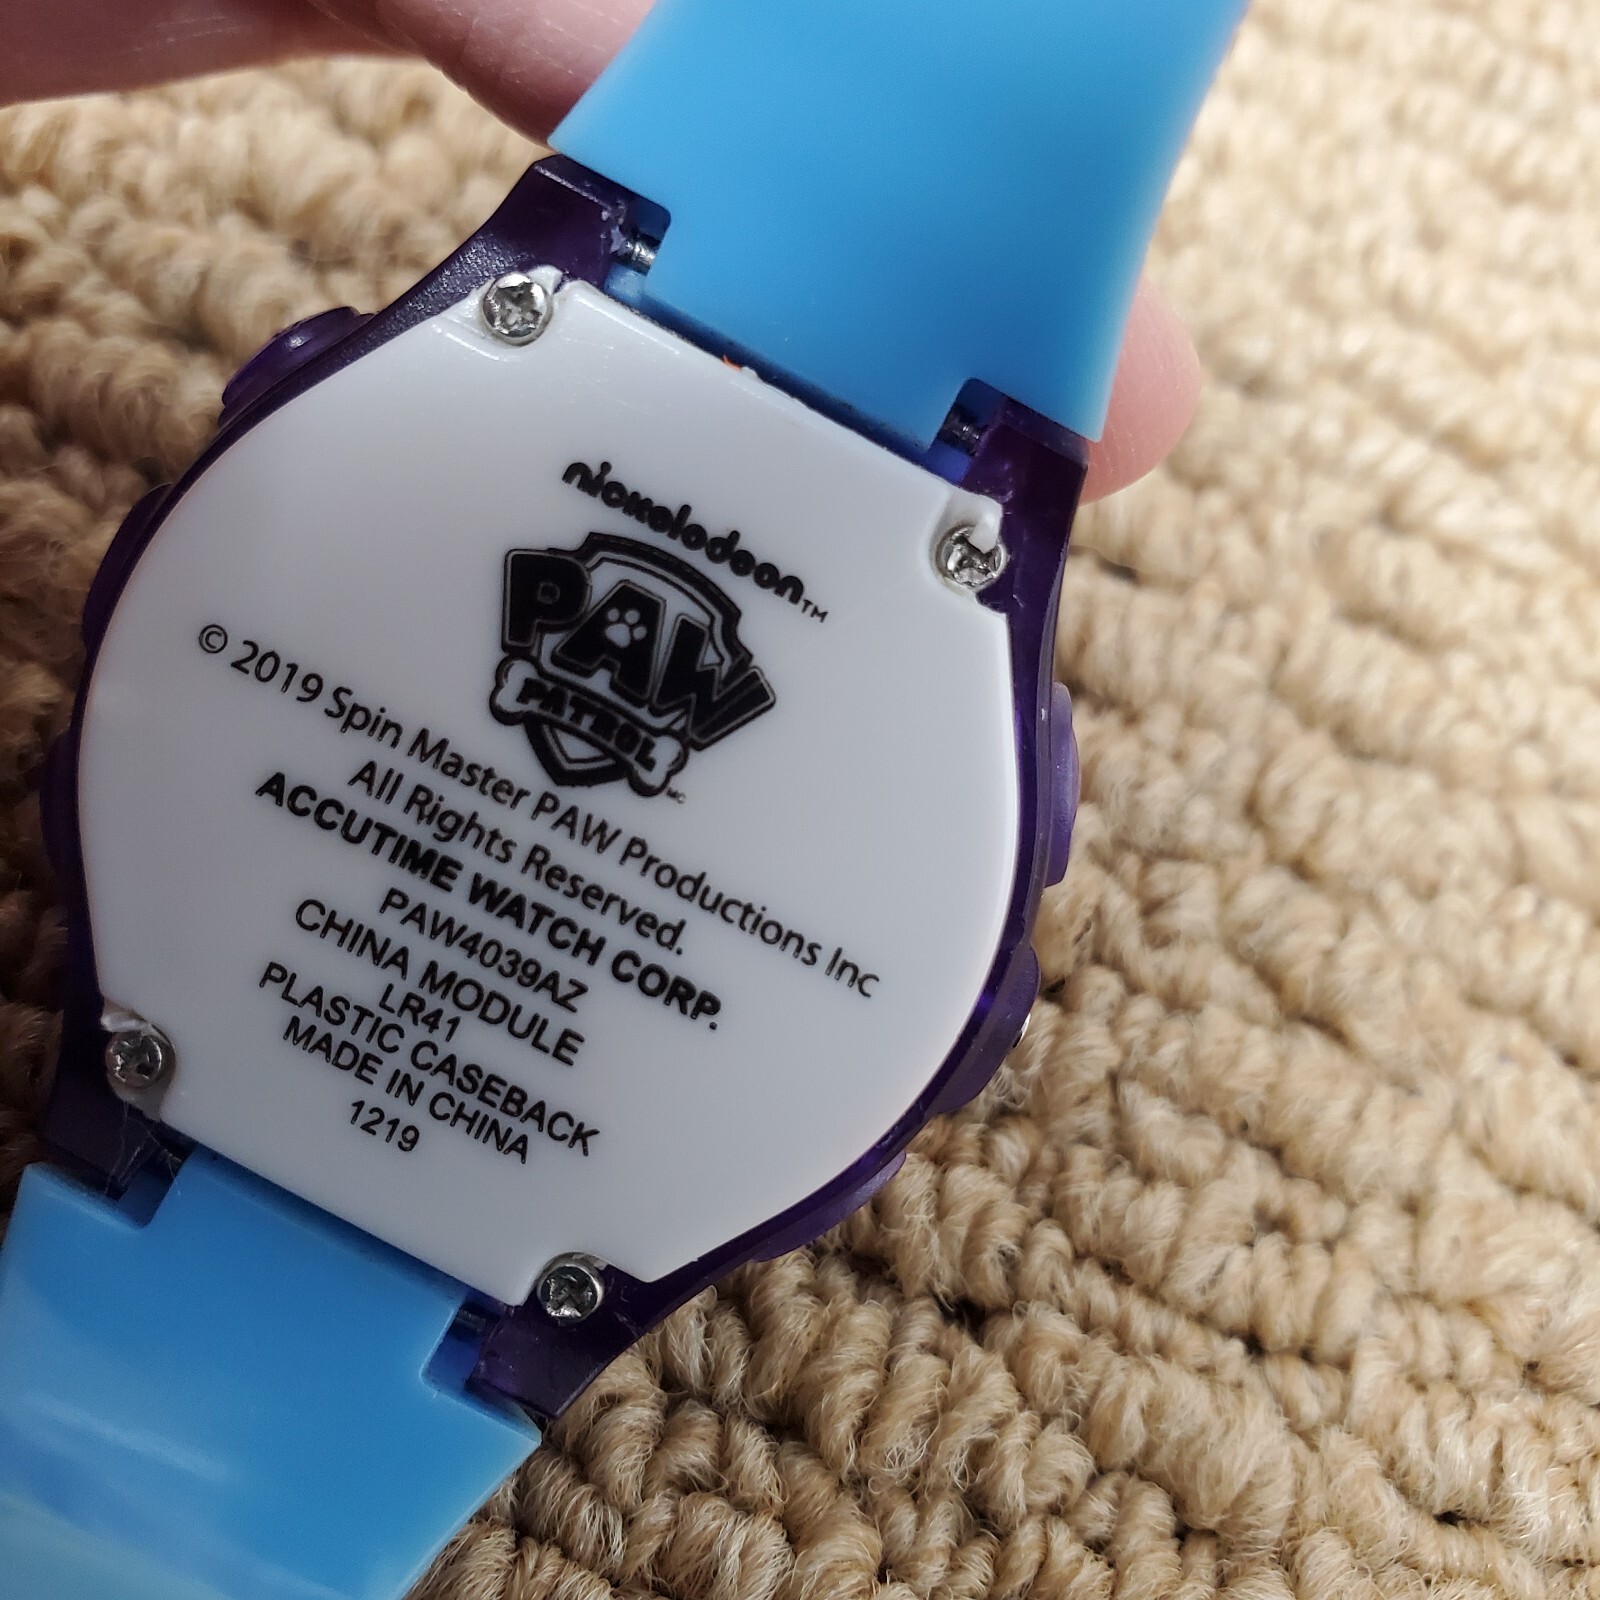 nickelodeon™
PAW
PATROL
MC
© 2019 Spin Master PAW Productions Inc
All Rights Reserved.
ACCUTIME WATCH CORP.
PAW4039AZ
CHINA MODULE
LR41
PLASTIC CASEBACK
MADE IN CHINA
1219